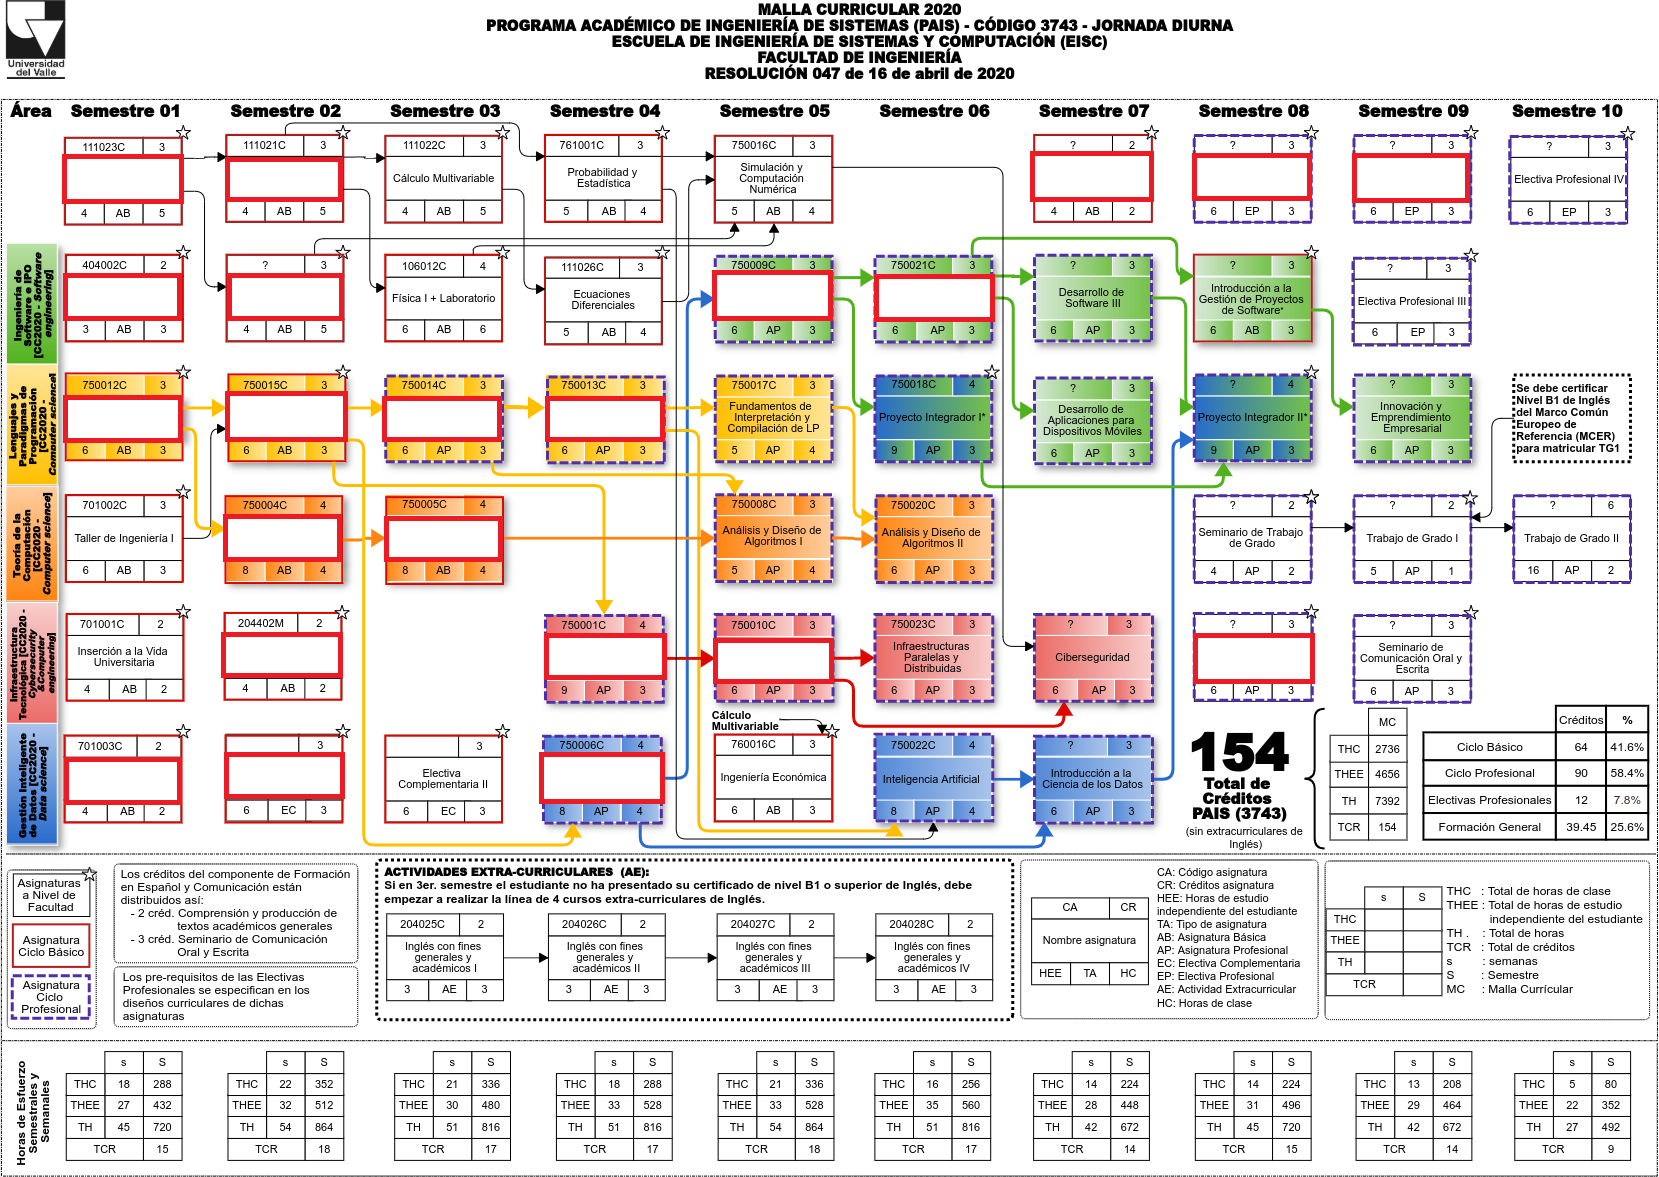 MALLA CURRICULAR 2020
PROGRAMA ACADÉMICO DE INGENIERÍA DE SISTEMAS (PAIS) - CÓDIGO 3743 - JORNADA DIURNA
ESCUELA DE INGENIERÍA DE SISTEMAS Y COMPUTACIÓN (EISC)
FACULTAD DE INGENIERÍA
RESOLUCIÓN 047 de 16 de abril de 2020
Universidad
del Valle
Área Semestre 01 Semestre 02 Semestre 03 Semestre 04 Semestre 05 Semestre 06 Semestre 07 Semestre 08 Semestre 09 Semestre 10
111023C 3
4 AB 5
111021C 3
4 AB 5
111022C 3
Cálculo Multivariable
4 AB 5
761001C 3
Probabilidad y
Estadística
5 AB 4
750016C 3
Simulación y
Computación
Numérica
5 AB 4
? 2
4 AB 2
? 3
6 EP 3
? 3
6 EP 3
? 3
Electiva Profesional IV
6 EP 3
Ingeniería de
Software e IPO
[CC2020 - Software
engineering]
404002C 2
3 AB 3
? 3
4 AB 5
106012C 4
Física I + Laboratorio
6 AB 6
111026C 3
Ecuaciones
Diferenciales
5 AB 4
750009C 3
6 AP 3
750021C 3
6 AP 3
? 3
Desarrollo de
Software III
6 AP 3
? 3
Introducción a la
Gestión de Proyectos
de Software*
6 AB 3
? 3
Electiva Profesional III
6 EP 3
Lenguajes y
Paradigmas de
Programación
[CC2020 -
Computer science]
750012C 3
6 AB 3
750015C 3
6 AB 3
750014C 3
6 AP 3
750013C 3
6 AP 3
750017C 3
Fundamentos de
Interpretación y
Compilación de LP
5 AP 4
750018C 4
Proyecto Integrador I*
9 AP 3
? 3
Desarrollo de
Aplicaciones para
Dispositivos Móviles
6 AP 3
? 4
Proyecto Integrador II*
9 AP 3
? 3
Innovación y
Emprendimiento
Empresarial
6 AP 3
Se debe certificar
Nivel B1 de Inglés
del Marco Común
Europeo de
Referencia (MCER)
para matricular TG1
Teoría de la
Computación
[CC2020 -
Computer science]
701002C 3
Taller de Ingeniería I
6 AB 3
750004C 4
8 AB 4
750005C 4
8 AB 4
750008C 3
Análisis y Diseño de
Algoritmos I
5 AP 4
750020C 3
Análisis y Diseño de
Algoritmos II
6 AP 3
? 2
Seminario de Trabajo
de Grado
4 AP 2
? 2
Trabajo de Grado I
5 AP 1
? 6
Trabajo de Grado II
16 AP 2
Infraestructura
Tecnológica [CC2020 -
Cybersecurity
&Computer
engineering]
701001C 2
Inserción a la Vida
Universitaria
4 AB 2
204402M 2
4 AB 2
750001C 4
9 AP 3
750010C 3
6 AP 3
750023C 3
Infraestructuras
Paralelas y
Distribuidas
6 AP 3
? 3
Ciberseguridad
6 AP 3
? 3
6 AP 3
? 3
Seminario de
Comunicación Oral y
Escrita
6 AP 3
Gestión Inteligente
de Datos [CC2020 -
Data science]
701003C 2
4 AB 2
3
6 EC 3
3
Electiva
Complementaria II
6 EC 3
750006C 4
8 AP 4
Cálculo
Multivariable
760016C 3
Ingeniería Económica
6 AB 3
750022C 4
Inteligencia Artificial
8 AP 4
? 3
Introducción a la
Ciencia de los Datos
6 AP 3
154
Total de
Créditos
PAIS (3743)
(sin extracurriculares de
Inglés)
MC
THC 2736
THEE 4656
TH 7392
TCR 154
Créditos %
Ciclo Básico 64 41.6%
Ciclo Profesional 90 58.4%
Electivas Profesionales 12 7.8%
Formación General 39.45 25.6%
Asignaturas
a Nivel de
Facultad
Asignatura
Ciclo Básico
Asignatura
Ciclo
Profesional
Los créditos del componente de Formación
en Español y Comunicación están
distribuidos así:
- 2 créd. Comprensión y producción de
textos académicos generales
- 3 créd. Seminario de Comunicación
Oral y Escrita
Los pre-requisitos de las Electivas
Profesionales se especifican en los
diseños curriculares de dichas
asignaturas
ACTIVIDADES EXTRA-CURRICULARES (AE):
Si en 3er. semestre el estudiante no ha presentado su certificado de nivel B1 o superior de Inglés, debe
empezar a realizar la línea de 4 cursos extra-curriculares de Inglés.
204025C 2
Inglés con fines
generales y
académicos I
3 AE 3
204026C 2
Inglés con fines
generales y
académicos II
3 AE 3
204027C 2
Inglés con fines
generales y
académicos III
3 AE 3
204028C 2
Inglés con fines
generales y
académicos IV
3 AE 3
CA CR
Nombre asignatura
HEE TA HC
CA: Código asignatura
CR: Créditos asignatura
HEE: Horas de estudio
independiente del estudiante
TA: Tipo de asignatura
AB: Asignatura Básica
AP: Asignatura Profesional
EC: Electiva Complementaria
EP: Electiva Profesional
AE: Actividad Extracurricular
HC: Horas de clase
s S
THC
THEE
TH
TCR
THC : Total de horas de clase
THEE : Total de horas de estudio
independiente del estudiante
TH . : Total de horas
TCR : Total de créditos
s : semanas
S : Semestre
MC : Malla Currícular
Horas de Esfuerzo
Semestrales y
Semanales
s S
THC 18 288
THEE 27 432
TH 45 720
TCR 15
s S
THC 22 352
THEE 32 512
TH 54 864
TCR 18
s S
THC 21 336
THEE 30 480
TH 51 816
TCR 17
s S
THC 18 288
THEE 33 528
TH 51 816
TCR 17
s S
THC 21 336
THEE 33 528
TH 54 864
TCR 18
s S
THC 16 256
THEE 35 560
TH 51 816
TCR 17
s S
THC 14 224
THEE 28 448
TH 42 672
TCR 14
s S
THC 14 224
THEE 31 496
TH 45 720
TCR 15
s S
THC 13 208
THEE 29 464
TH 42 672
TCR 14
s S
THC 5 80
THEE 22 352
TH 27 492
TCR 9